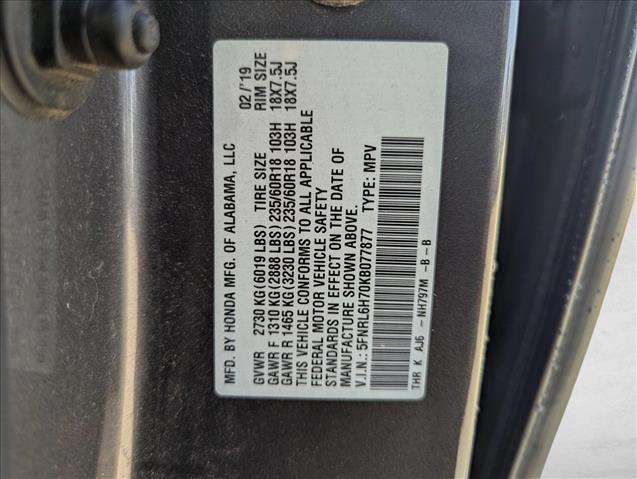 MFD. BY HONDA MFG. OF ALABAMA, LLC 02/'19
GVWR 2730 KG (6019 LBS) TIRE SIZE RIM SIZE
GAWR F 1310 KG (2888 LBS) 235/60R18 103H 18X7.5J
GAWR R 1465 KG (3230 LBS) 235/60R18 103H 18X7.5J
THIS VEHICLE CONFORMS TO ALL APPLICABLE
FEDERAL MOTOR VEHICLE SAFETY
STANDARDS IN EFFECT ON THE DATE OF
MANUFACTURE SHOWN ABOVE.
V.I.N.: 5FNRL6H70KB077877 TYPE: MPV
THR K AJ6 - NH797M -B -B